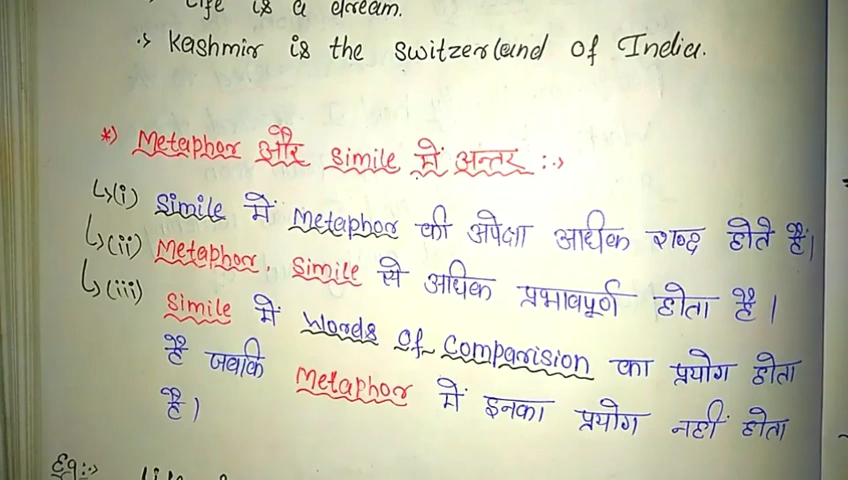 Life is a dream.
:> Kashmir is the Switzerland of India.
*) Metaphor और Simile में अन्तर :->
↳(i) Simile में Metaphor की अपेक्षा अधिक शब्द होते हैं।
↳(ii) Metaphor, Simile से अधिक प्रभावपूर्ण होता है।
↳(iii) Simile में Words of Comparision का प्रयोग होता
है जबकि Metaphor में इनका प्रयोग नहीं होता
है।
Eg:->